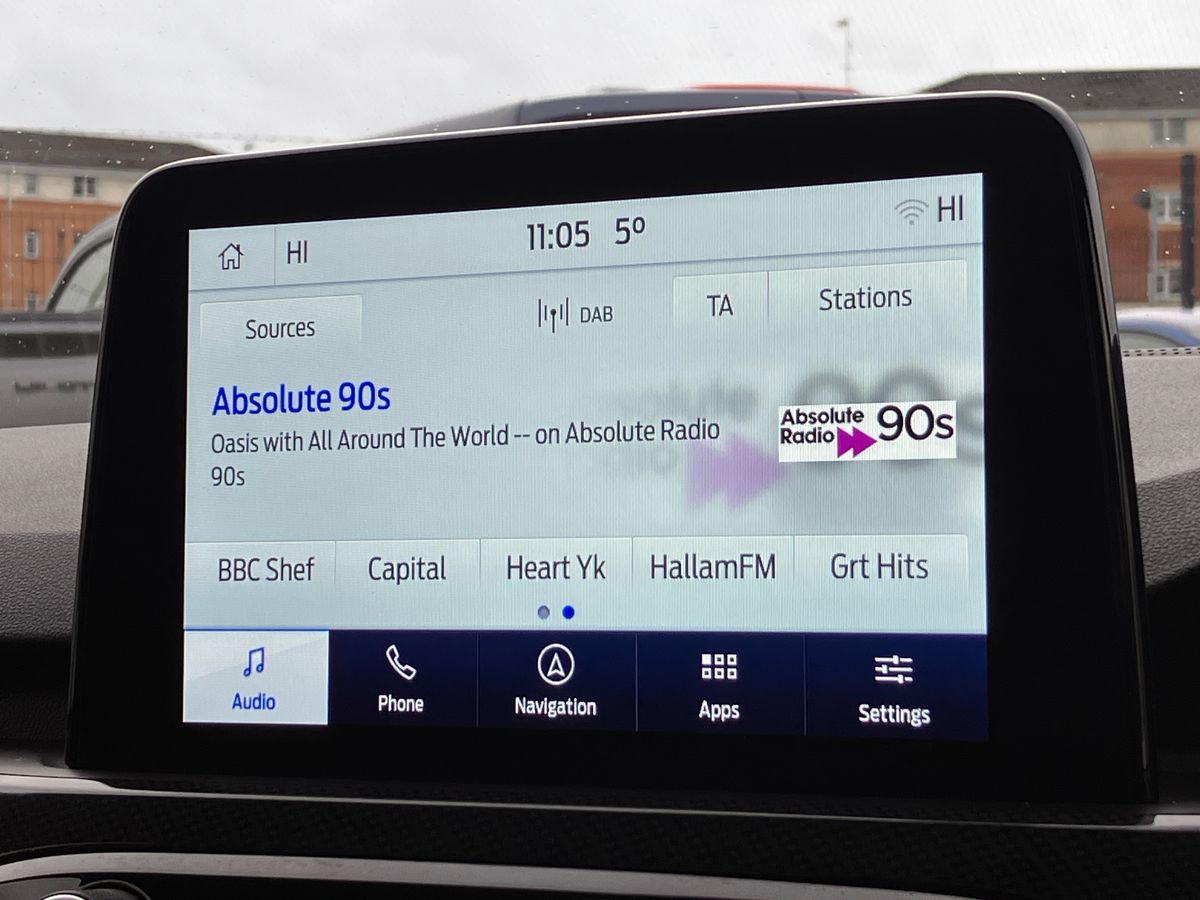 HI 11:05 5º HI
Sources DAB TA Stations
Absolute 90s
Oasis with All Around The World -- on Absolute Radio
90s
Absolute
Radio 90s
BBC Shef Capital Heart Yk HallamFM Grt Hits
Audio Phone Navigation Apps Settings